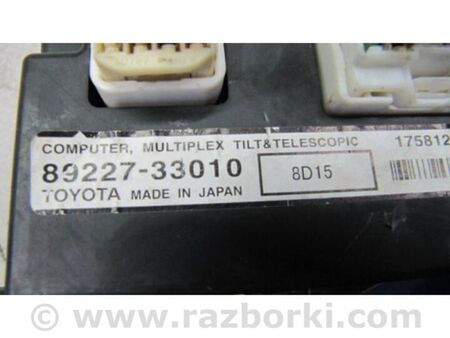 COMPUTER, MULTIPLEX TILT&TELESCOPIC 175812
89227-33010 8D15
TOYOTA MADE IN JAPAN
www.razborki.com